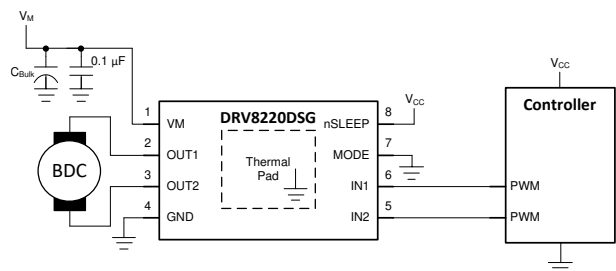 VM
CBulk
0.1 µF
BDC
DRV8220DSG
1 VM
2 OUT1
3 OUT2
4 GND
Thermal
Pad
nSLEEP 8
MODE 7
IN1 6
IN2 5
VCC
VCC
Controller
PWM
PWM